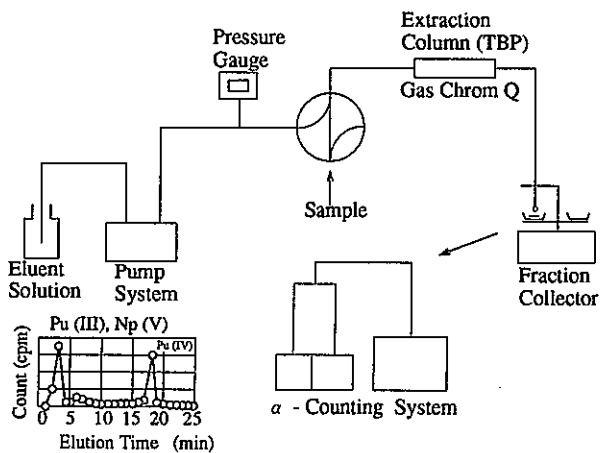 Pressure
Gauge
Extraction
Column (TBP)
Gas Chrom Q
Sample
Eluent
Solution
Pump
System
Fraction
Collector
α - Counting System
Pu (III), Np (V)
Pu (IV)
Count (cpm)
0 5 10 15 20 25
Elution Time (min)